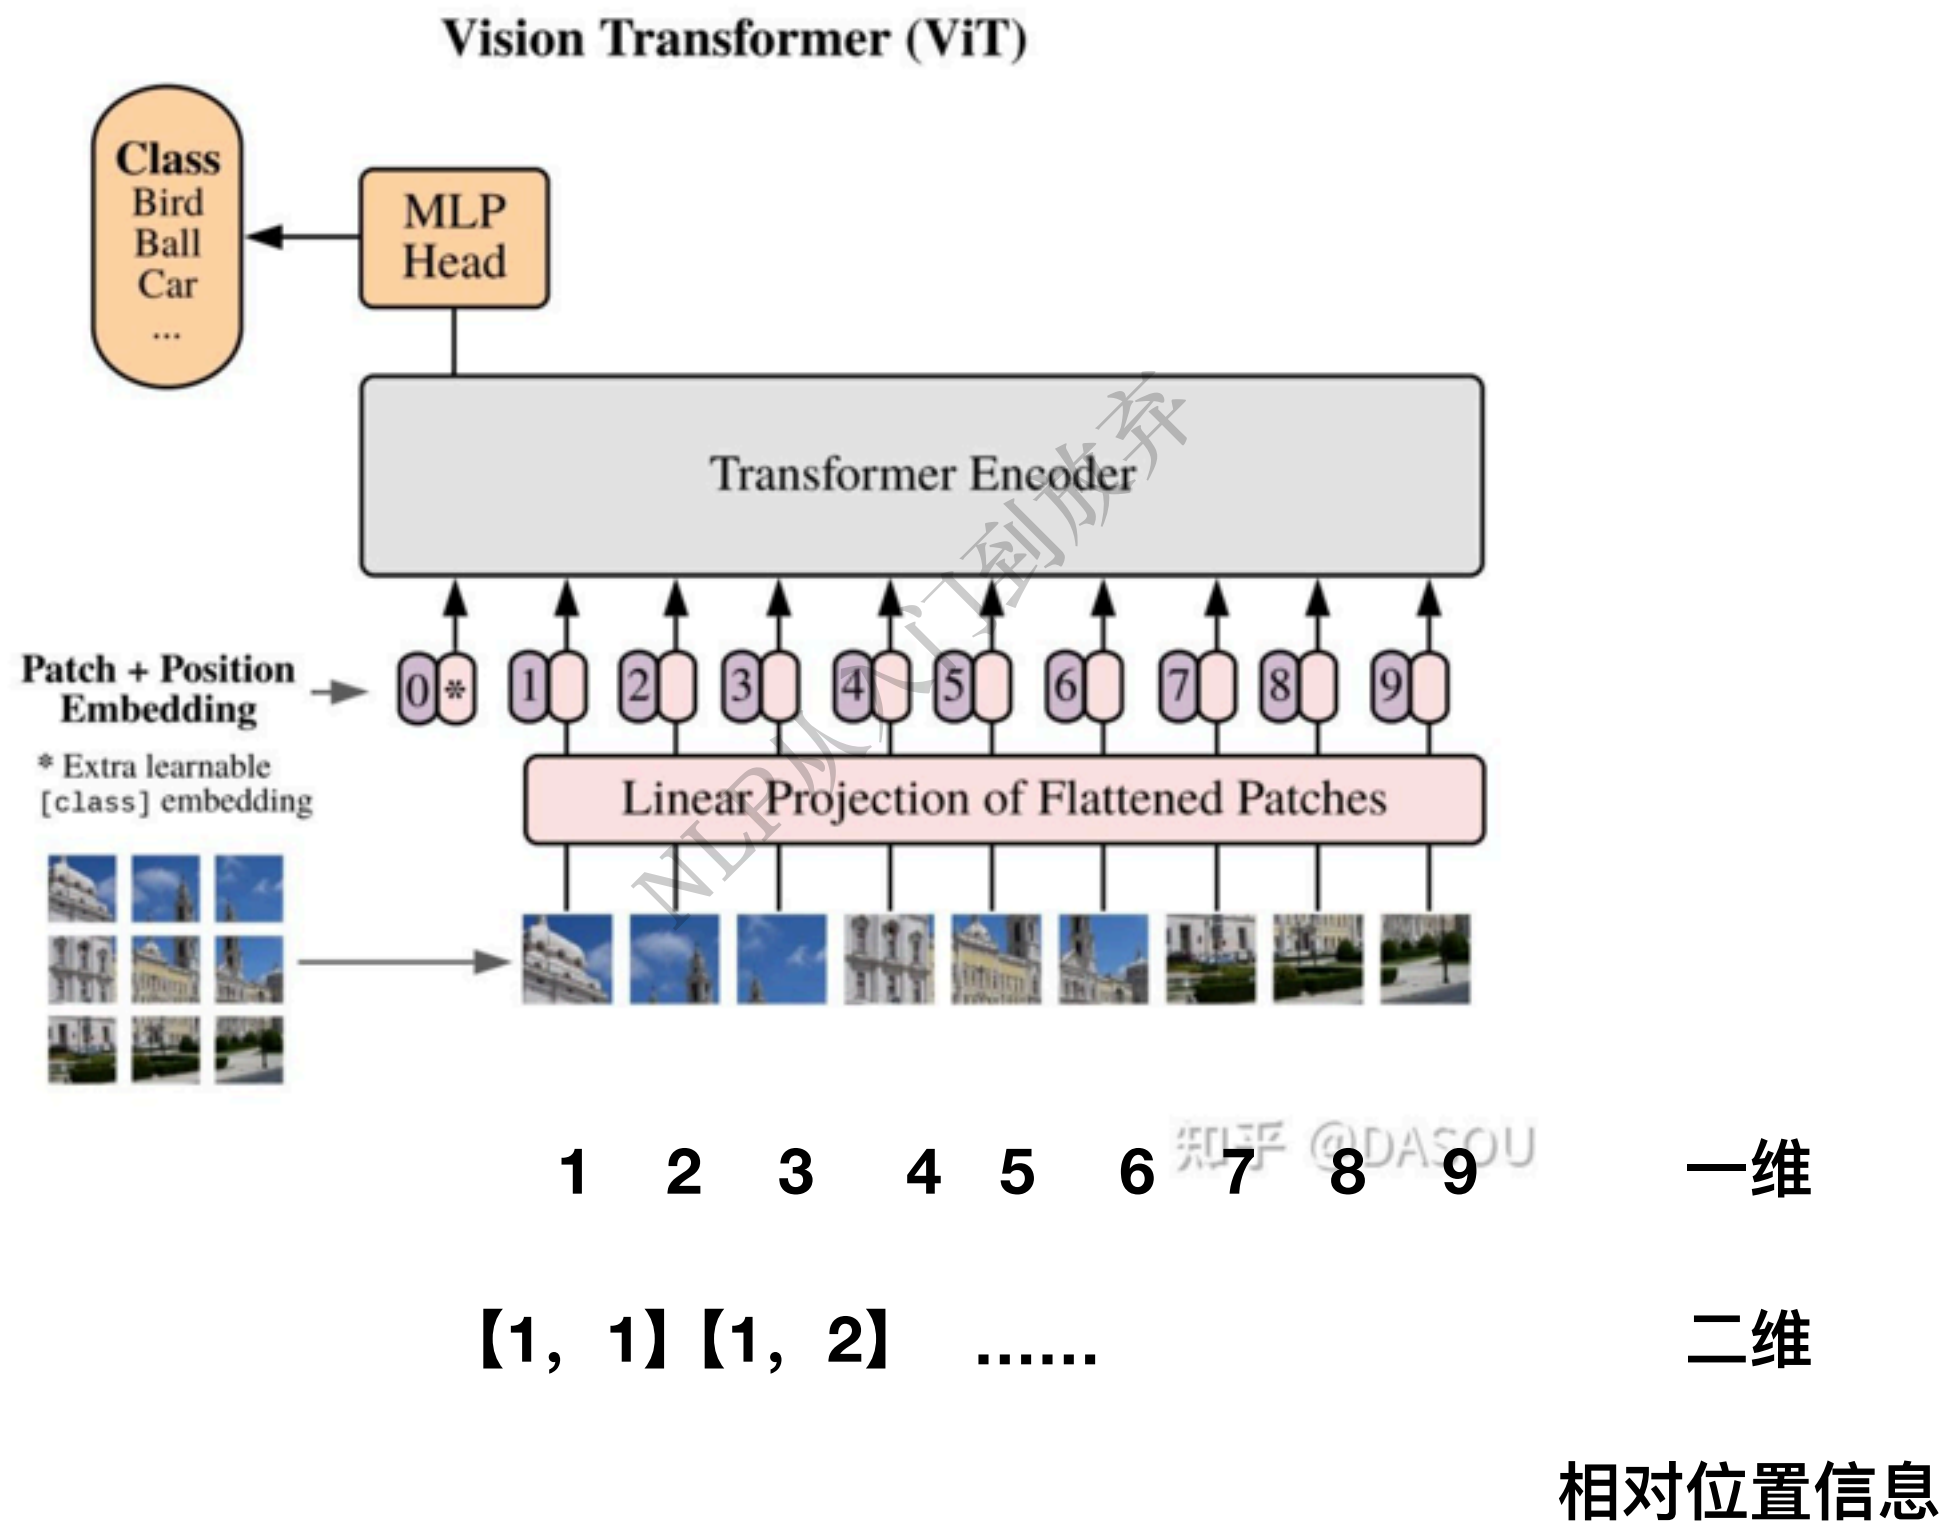 Vision Transformer (ViT)
Class
Bird
Ball
Car
...
MLP
Head
Transformer Encoder
Patch + Position
Embedding
0 * 1 2 3 4 5 6 7 8 9
* Extra learnable
[class] embedding
Linear Projection of Flattened Patches
NLP从入门到放弃
知乎 @DASOU
1 2 3 4 5 6 7 8 9 一维
【1，1】【1，2】 ...... 二维
相对位置信息